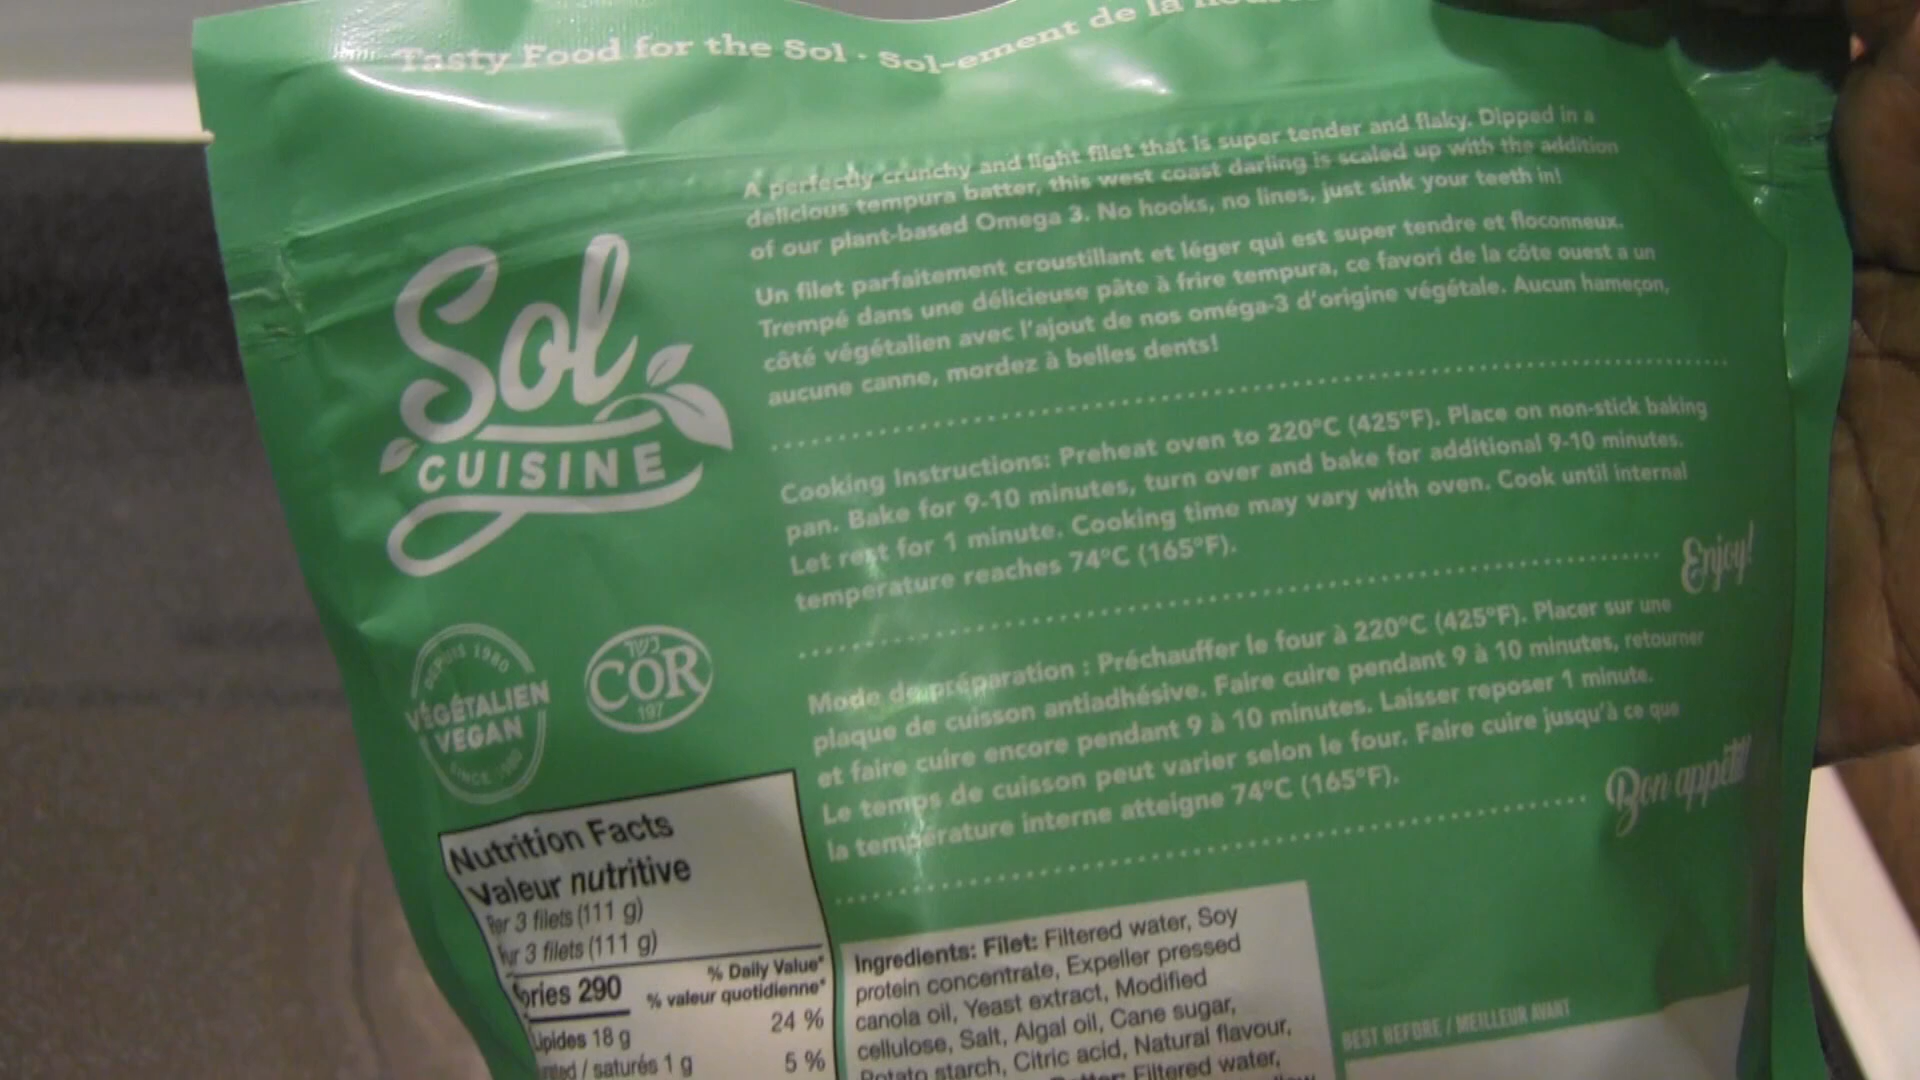 Tasty Food for the Sol · Sol-ement de la
A perfectly crunchy and light filet that is super tender and flaky. Dipped in a
delicious tempura batter, this west coast darling is scaled up with the addition
of our plant-based Omega 3. No hooks, no lines, just sink your teeth in!
Un filet parfaitement croustillant et léger qui est super tendre et floconneux.
Trempé dans une délicieuse pâte à frire tempura, ce favori de la côte ouest a un
côté végétalien avec l'ajout de nos oméga-3 d'origine végétale. Aucun hameçon,
aucune canne, mordez à belles dents!
Sol
CUISINE
Cooking Instructions: Preheat oven to 220°C (425°F). Place on non-stick baking
pan. Bake for 9-10 minutes, turn over and bake for additional 9-10 minutes.
Let rest for 1 minute. Cooking time may vary with oven. Cook until internal
temperature reaches 74°C (165°F).
Enjoy!
Mode de préparation : Préchauffer le four à 220°C (425°F). Placer sur une
plaque de cuisson antiadhésive. Faire cuire pendant 9 à 10 minutes, retourner
et faire cuire encore pendant 9 à 10 minutes. Laisser reposer 1 minute.
Le temps de cuisson peut varier selon le four. Faire cuire jusqu'à ce que
la température interne atteigne 74°C (165°F).
Bon appétit!
DEPUIS 1980
VÉGÉTALIEN
VEGAN
SINCE 1980
כשר
COR
197
Nutrition Facts
Valeur nutritive
Per 3 filets (111 g)
Pour 3 filets (111 g)
% Daily Value*
ories 290
% valeur quotidienne*
Lipides 18 g
24 %
/ saturés 1 g
5 %
Ingredients: Filet: Filtered water, Soy
protein concentrate, Expeller pressed
canola oil, Yeast extract, Modified
cellulose, Salt, Algal oil, Cane sugar,
Potato starch, Citric acid, Natural flavour,
Batter: Filtered water,
BEST BEFORE / MEILLEUR AVANT